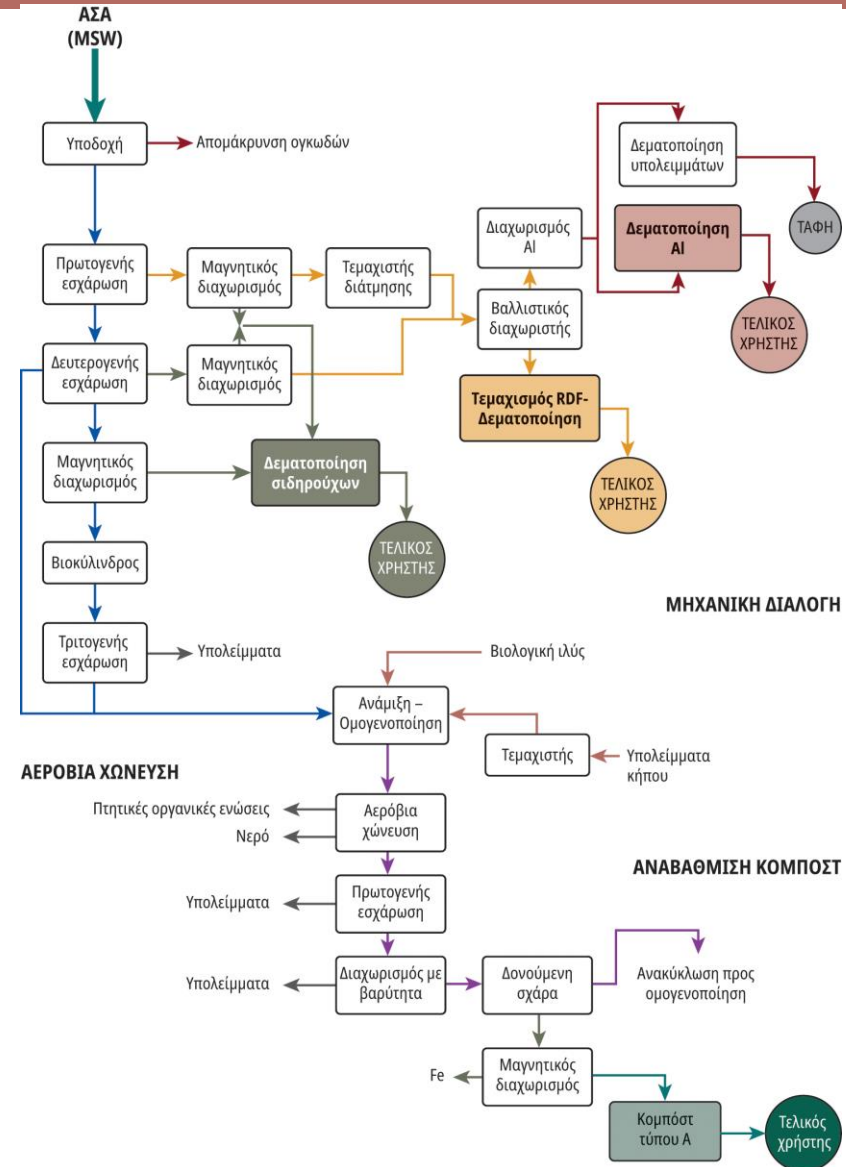 ΑΣΑ
(MSW)
Υποδοχή
Απομάκρυνση ογκωδών
Δεματοποίηση
υπολειμμάτων
ΤΑΦΗ
Διαχωρισμός
Al
Δεματοποίηση
Al
Πρωτογενής
εσχάρωση
Μαγνητικός
διαχωρισμός
Τεμαχιστής
διάτμησης
Βαλλιστικός
διαχωριστής
ΤΕΛΙΚΟΣ
ΧΡΗΣΤΗΣ
Δευτερογενής
εσχάρωση
Μαγνητικός
διαχωρισμός
Τεμαχισμός RDF-
Δεματοποίηση
Μαγνητικός
διαχωρισμός
Δεματοποίηση
σιδηρούχων
ΤΕΛΙΚΟΣ
ΧΡΗΣΤΗΣ
ΤΕΛΙΚΟΣ
ΧΡΗΣΤΗΣ
Βιοκύλινδρος
ΜΗΧΑΝΙΚΗ ΔΙΑΛΟΓΗ
Τριτογενής
εσχάρωση
Υπολείμματα
Βιολογική ιλύς
Ανάμιξη –
Ομογενοποίηση
Τεμαχιστής
Υπολείμματα
κήπου
ΑΕΡΟΒΙΑ ΧΩΝΕΥΣΗ
Πτητικές οργανικές ενώσεις
Νερό
Αερόβια
χώνευση
ΑΝΑΒΑΘΜΙΣΗ ΚΟΜΠΟΣΤ
Υπολείμματα
Πρωτογενής
εσχάρωση
Υπολείμματα
Διαχωρισμός με
βαρύτητα
Δονούμενη
σχάρα
Ανακύκλωση προς
ομογενοποίηση
Fe
Μαγνητικός
διαχωρισμός
Κομπόστ
τύπου Α
Τελικός
χρήστης